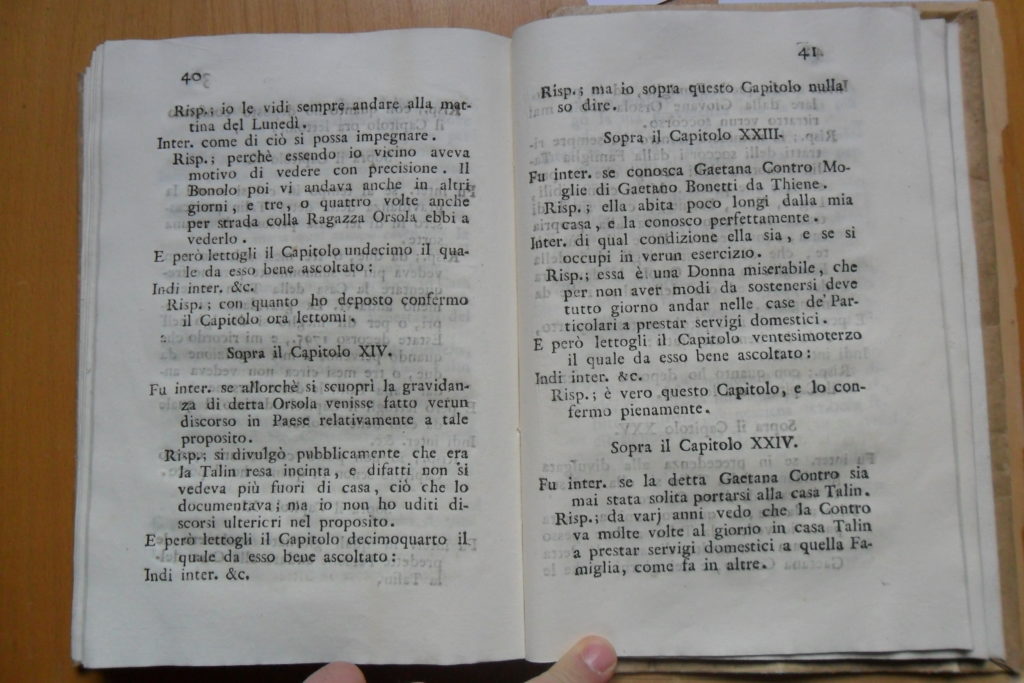 40
Risp.; io le vidi sempre andare alla mat-
tina del Lunedì.
Inter. come di ciò si possa impegnare.
Risp.; perchè essendo io vicino aveva
motivo di vedere con precisione. Il
Bonolo poi vi andava anche in altri
giorni, e tre, o quattro volte anche
per strada colla Ragazza Orsola ebbi a
vederlo.
E però lettogli il Capitolo undecimo il qua-
le da esso bene ascoltato:
Indi inter. &c.
Risp.; con quanto ho deposto confermo
il Capitolo ora lettomi.
Sopra il Capitolo XIV.
Fu inter. se allorchè si scuoprì la gravidan-
za di detta Orsola venisse fatto verun
discorso in Paese relativamente a tale
proposito.
Risp.; si divulgò pubblicamente che era
la Talin resa incinta, e difatti non si
vedeva più fuori di casa, ciò che lo
documentava; ma io non ho uditi di-
scorsi ultericri nel proposito.
E però lettogli il Capitolo decimoquarto il
quale da esso bene ascoltato:
Indi inter. &c.
41
Risp.; ma io sopra questo Capitolo nulla
so dire.
Sopra il Capitolo XXIII.
Fu inter. se conosca Gaetana Contro Mo-
glie di Gaetano Bonetti da Thiene.
Risp.; ella abita poco longi dalla mia
casa, e la conosco perfettamente.
Inter. di qual condizione ella sia, e se si
occupi in verun esercizio.
Risp.; essa è una Donna miserabile, che
per non aver modi da sostenersi deve
tutto giorno andar nelle case de' Par-
ticolari a prestar servigi domestici.
E però lettogli il Capitolo ventesimoterzo
il quale da esso bene ascoltato:
Indi inter. &c.
Risp.; è vero questo Capitolo, e lo con-
fermo pienamente.
Sopra il Capitolo XXIV.
Fu inter. se la detta Gaetana Contro sia
mai stata solita portarsi alla casa Talin.
Risp.; da varj anni vedo che la Contro
va molte volte al giorno in casa Talin
a prestar servigi domestici a quella Fa-
miglia, come fa in altre.